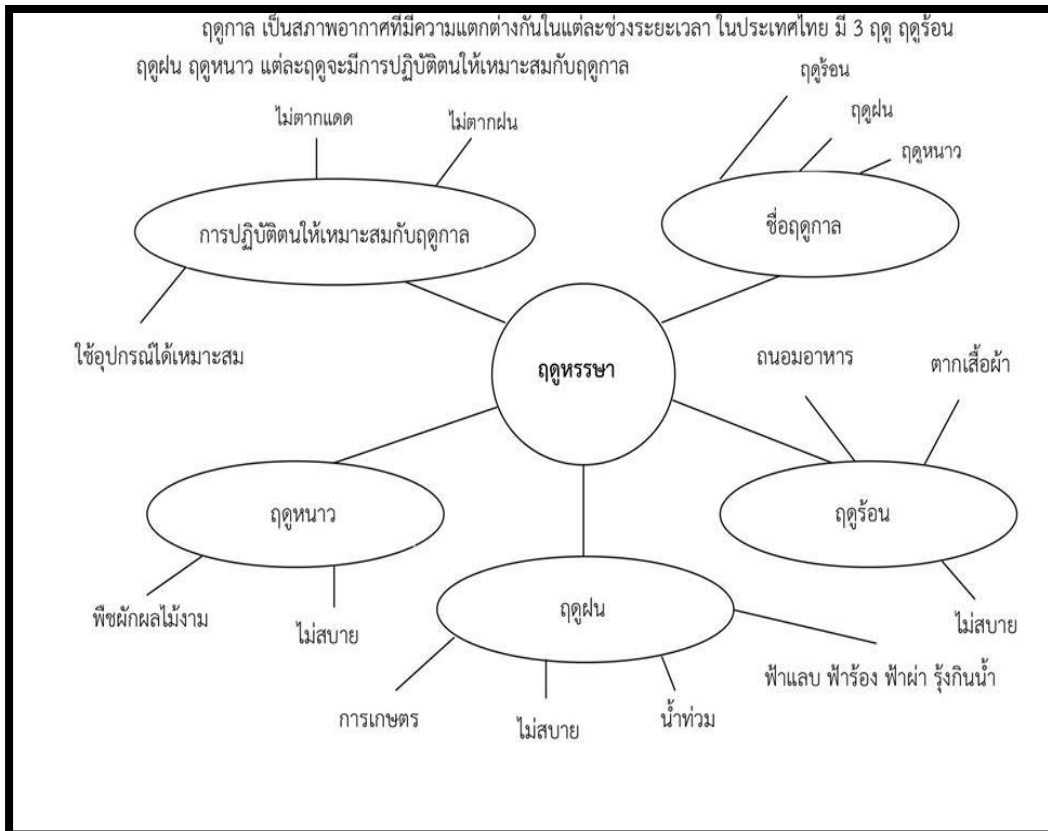 ฤดูกาล เป็นสภาพอากาศที่มีความแตกต่างกันในแต่ละช่วงระยะเวลา ในประเทศไทย มี 3 ฤดู ฤดูร้อน
ฤดูฝน ฤดูหนาว แต่ละฤดูจะมีการปฏิบัติตนให้เหมาะสมกับฤดูกาล
ฤดูร้อน
ไม่ตากแดด
ไม่ตากฝน
ฤดูฝน
ฤดูหนาว
การปฏิบัติตนให้เหมาะสมกับฤดูกาล
ชื่อฤดูกาล
ใช้อุปกรณ์ได้เหมาะสม
ฤดูหรรษา
ถนอมอาหาร
ตากเสื้อผ้า
ฤดูหนาว
ฤดูร้อน
พืชผักผลไม้งาม
ไม่สบาย
ฤดูฝน
ไม่สบาย
ฟ้าแลบ ฟ้าร้อง ฟ้าผ่า รุ้งกินน้ำ
การเกษตร
ไม่สบาย
น้ำท่วม